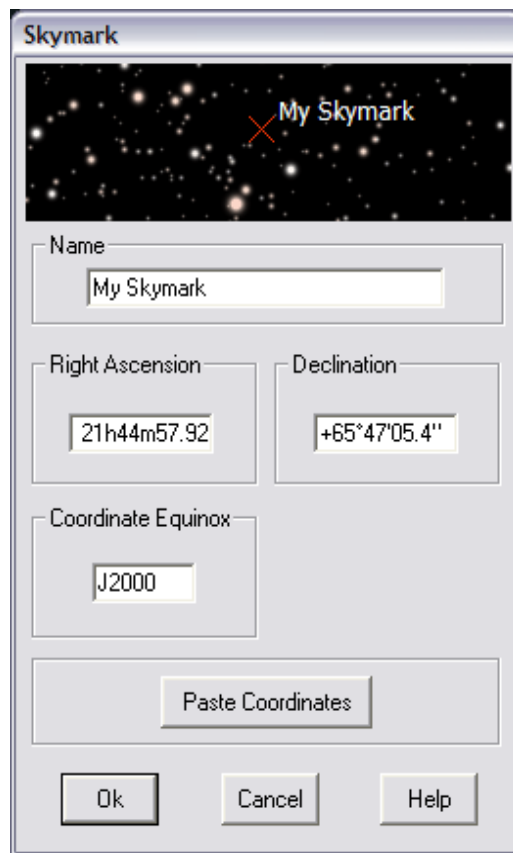 Skymark
My Skymark
Name
My Skymark
Right Ascension
Declination
21h44m57.92
+65°47'05.4"
Coordinate Equinox
J2000
Paste Coordinates
Ok
Cancel
Help